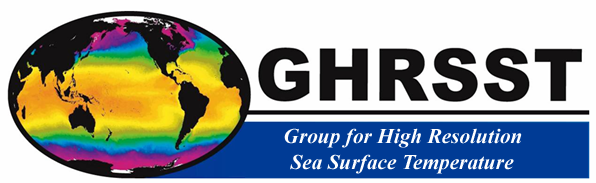 GHRSST
Group for High Resolution
Sea Surface Temperature